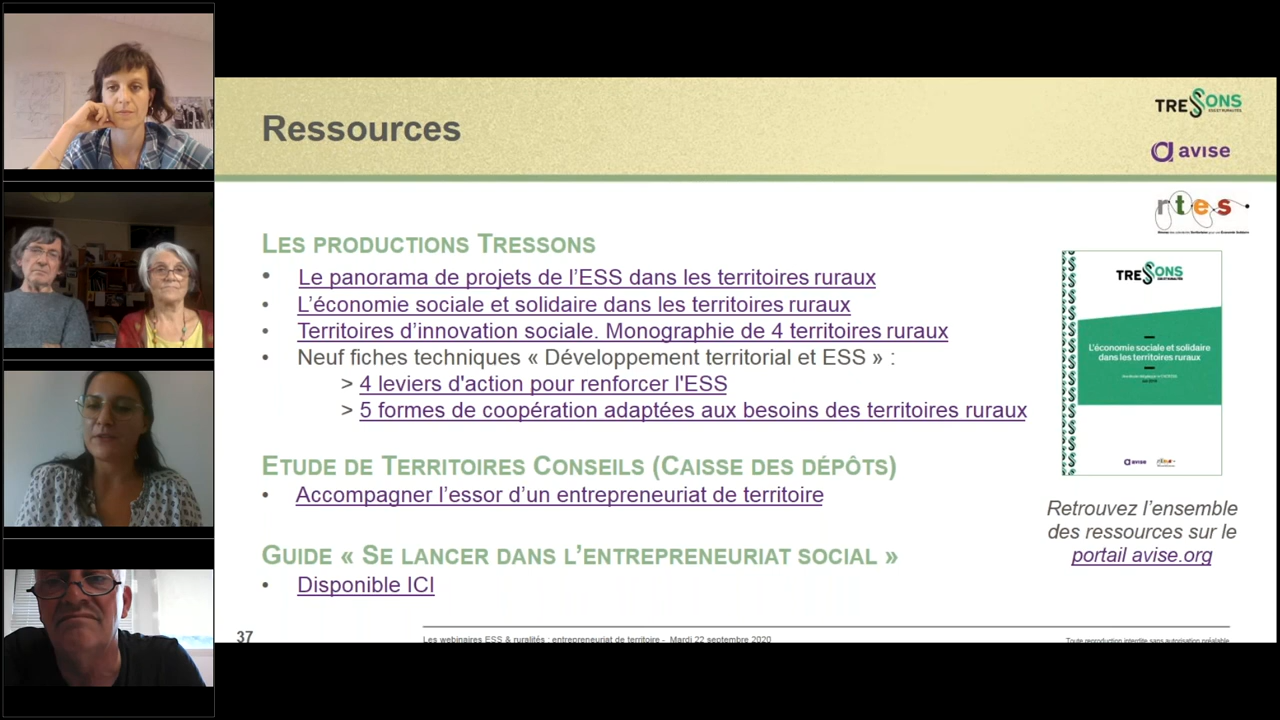 Ressources
TRESSONS
avise
rtes
LES PRODUCTIONS TRESSONS
• Le panorama de projets de l’ESS dans les territoires ruraux
• L’économie sociale et solidaire dans les territoires ruraux
• Territoires d’innovation sociale. Monographie de 4 territoires ruraux
• Neuf fiches techniques « Développement territorial et ESS » :
> 4 leviers d'action pour renforcer l'ESS
> 5 formes de coopération adaptées aux besoins des territoires ruraux
ETUDE DE TERRITOIRES CONSEILS (CAISSE DES DÉPÔTS)
• Accompagner l’essor d’un entrepreneuriat de territoire
GUIDE « SE LANCER DANS L’ENTREPRENEURIAT SOCIAL »
• Disponible ICI
TRESSONS
L'économie sociale et solidaire
dans les territoires ruraux
avise
Retrouvez l’ensemble
des ressources sur le
portail avise.org
37
Les webinaires ESS & ruralités : entrepreneuriat de territoire - Mardi 22 septembre 2020
Toute reproduction interdite sans autorisation préalable